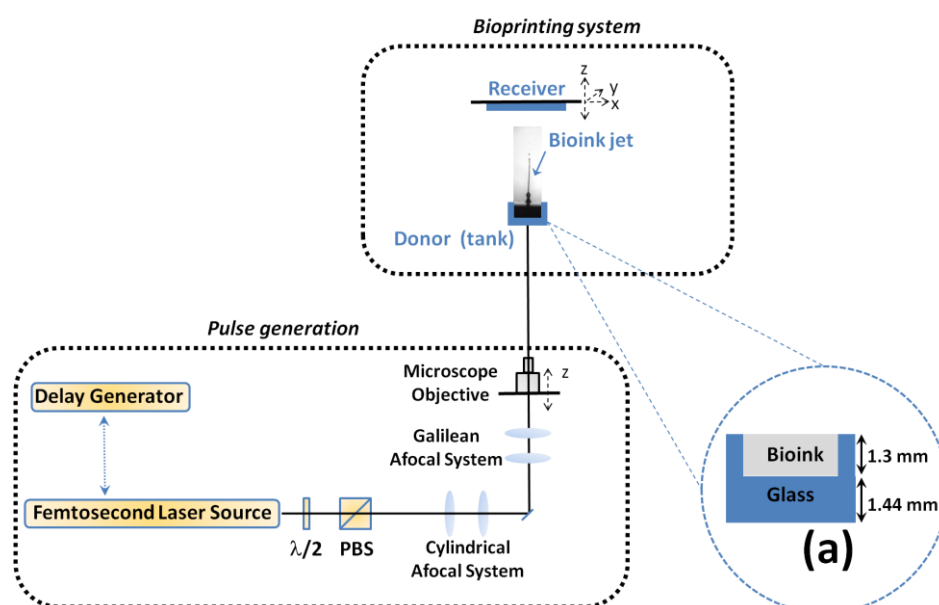 Bioprinting system
z
y
Receiver
x
Bioink jet
Donor (tank)
Pulse generation
Microscope
Objective
z
Delay Generator
Galilean
Afocal System
Bioink
1.3 mm
Glass
1.44 mm
Femtosecond Laser Source
λ/2
PBS
Cylindrical
Afocal System
(a)